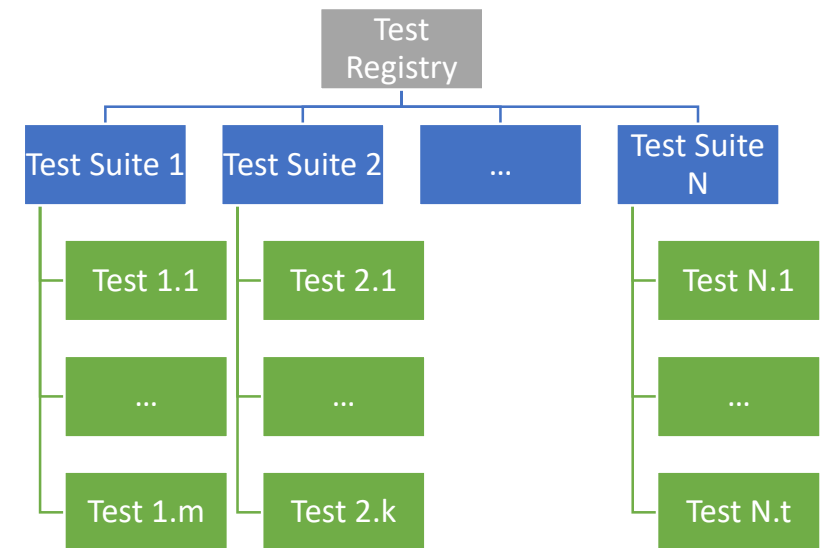 Test
Registry
Test Suite 1
Test Suite 2
...
Test Suite
N
Test 1.1
Test 2.1
Test N.1
...
...
...
Test 1.m
Test 2.k
Test N.t